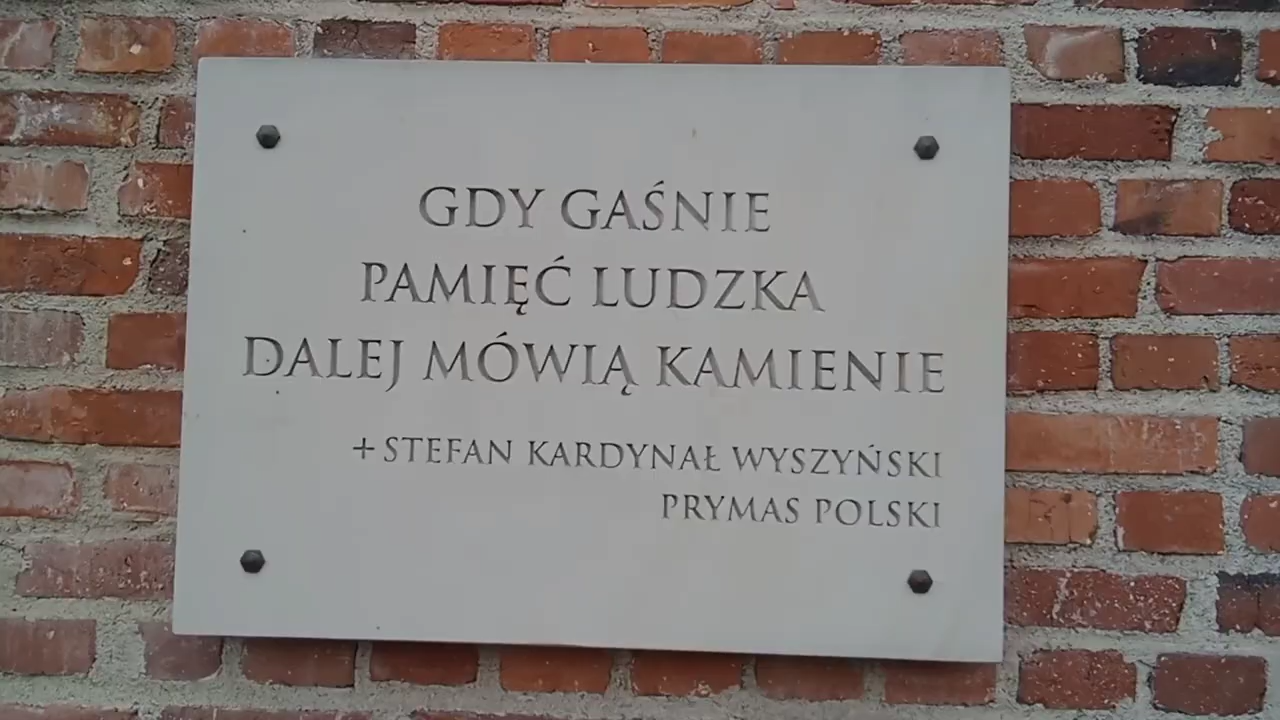 GDY GAŚNIE
PAMIĘĆ LUDZKA
DALEJ MÓWIĄ KAMIENIE
+STEFAN KARDYNAŁ WYSZYŃSKI
PRYMAS POLSKI